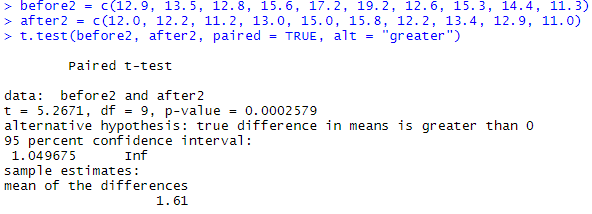 > before2 = c(12.9, 13.5, 12.8, 15.6, 17.2, 19.2, 12.6, 15.3, 14.4, 11.3)
> after2 = c(12.0, 12.2, 11.2, 13.0, 15.0, 15.8, 12.2, 13.4, 12.9, 11.0)
> t.test(before2, after2, paired = TRUE, alt = "greater")
Paired t-test
data: before2 and after2
t = 5.2671, df = 9, p-value = 0.0002579
alternative hypothesis: true difference in means is greater than 0
95 percent confidence interval:
1.049675 Inf
sample estimates:
mean of the differences
1.61